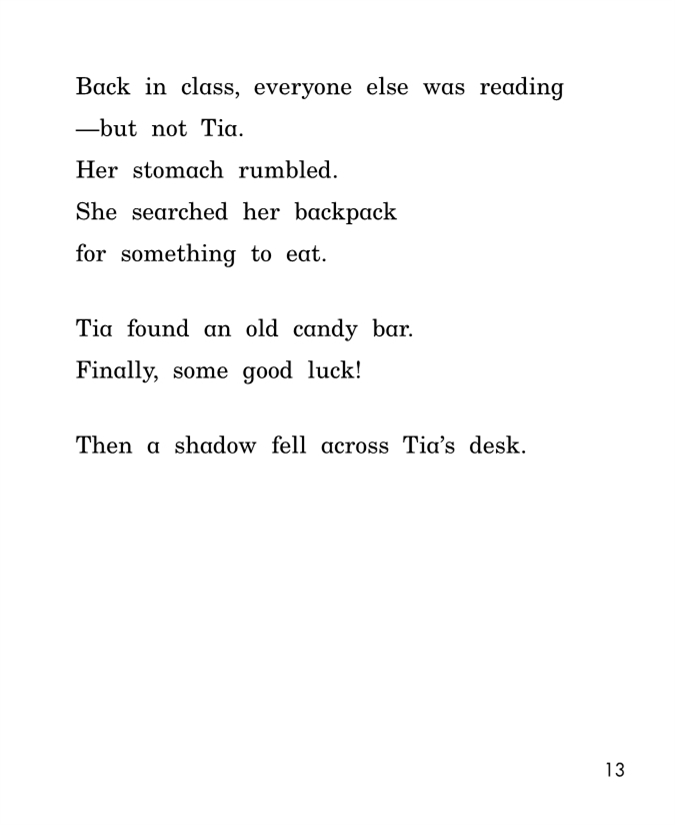 Back in class, everyone else was reading
—but not Tia.
Her stomach rumbled.
She searched her backpack
for something to eat.
Tia found an old candy bar.
Finally, some good luck!
Then a shadow fell across Tia’s desk.
13